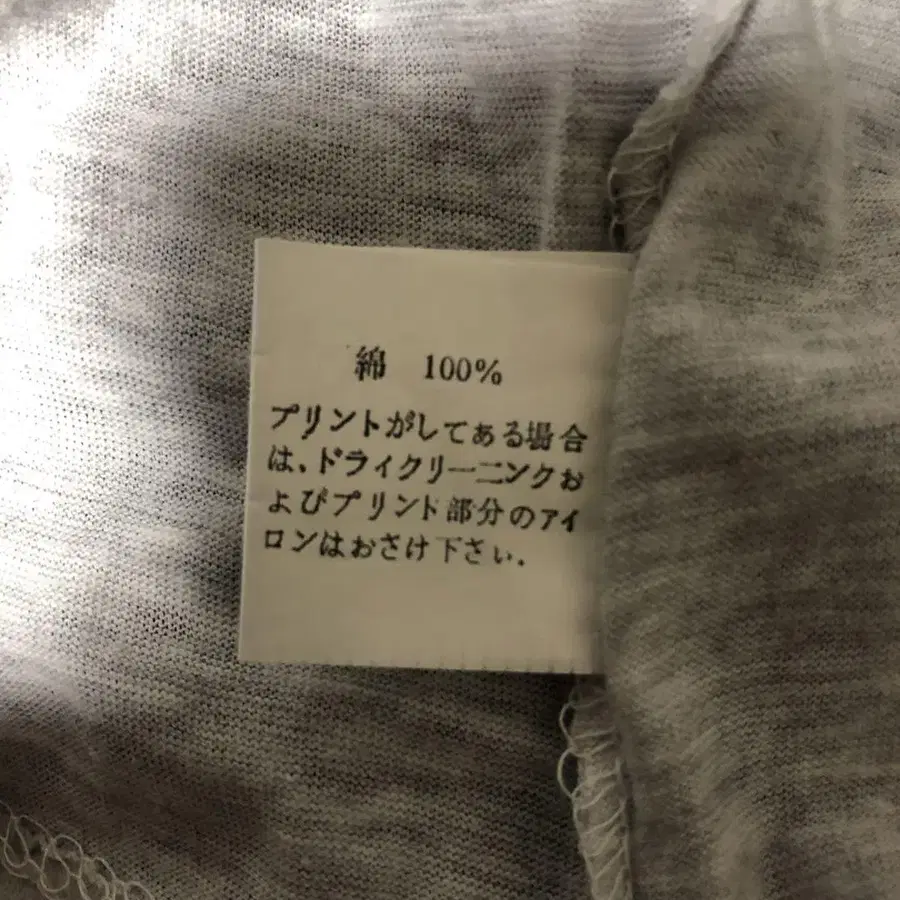 綿 100%
プリントがしてある場合
は、ドライクリーニンクお
よびプリンド部分のアイ
ロンはおさけ下さい.